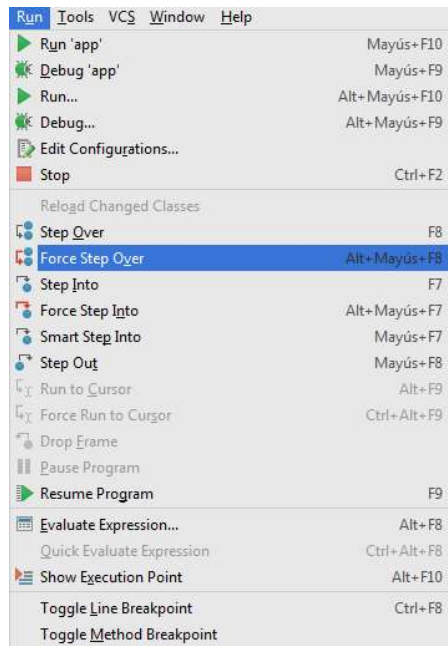 Run Tools VCS Window Help
Run 'app' Mayús+F10
Debug 'app' Mayús+F9
Run... Alt+Mayús+F10
Debug... Alt+Mayús+F9
Edit Configurations...
Stop Ctrl+F2
Reload Changed Classes
Step Over F8
Force Step Over Alt+Mayús+F8
Step Into F7
Force Step Into Alt+Mayús+F7
Smart Step Into Mayús+F7
Step Out Mayús+F8
Run to Cursor Alt+F9
Force Run to Cursor Ctrl+Alt+F9
Drop Frame
Pause Program
Resume Program F9
Evaluate Expression... Alt+F8
Quick Evaluate Expression Ctrl+Alt+F8
Show Execution Point Alt+F10
Toggle Line Breakpoint Ctrl+F8
Toggle Method Breakpoint